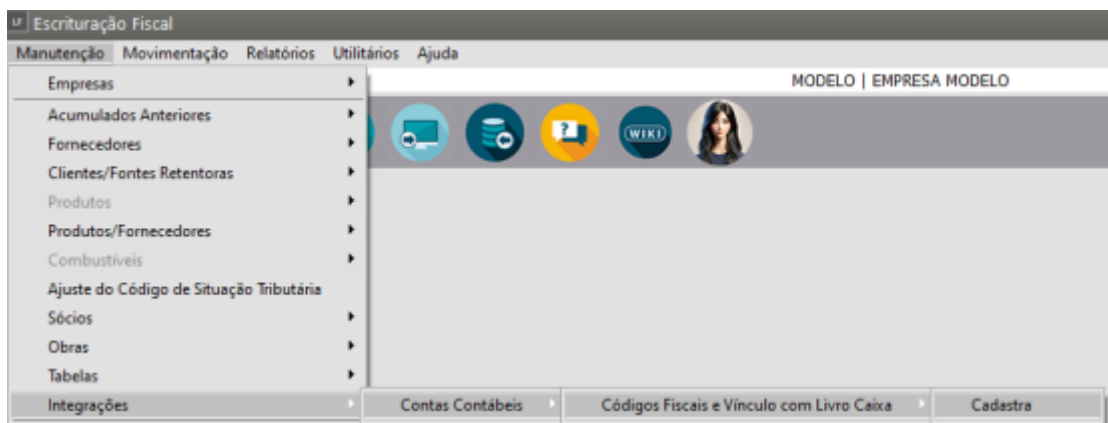 LF Escrituração Fiscal
Manutenção Movimentação Relatórios Utilitários Ajuda
Empresas MODELO | EMPRESA MODELO
Acumulados Anteriores
Fornecedores
WIKI
Clientes/Fontes Retentoras
Produtos
Produtos/Fornecedores
Combustíveis
Ajuste do Código de Situação Tributária
Sócios
Obras
Tabelas
Integrações Contas Contábeis Códigos Fiscais e Vínculo com Livro Caixa Cadastra